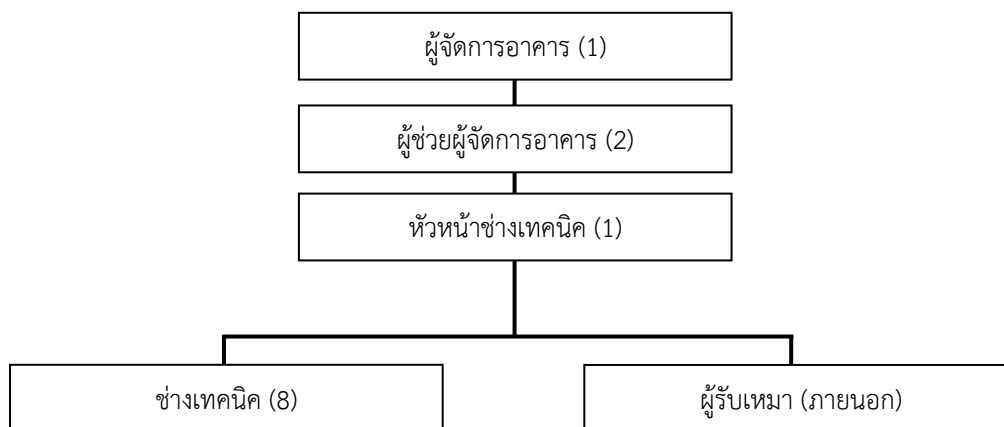 ผู้จัดการอาคาร (1)
ผู้ช่วยผู้จัดการอาคาร (2)
หัวหน้าช่างเทคนิค (1)
ช่างเทคนิค (8)
ผู้รับเหมา (ภายนอก)